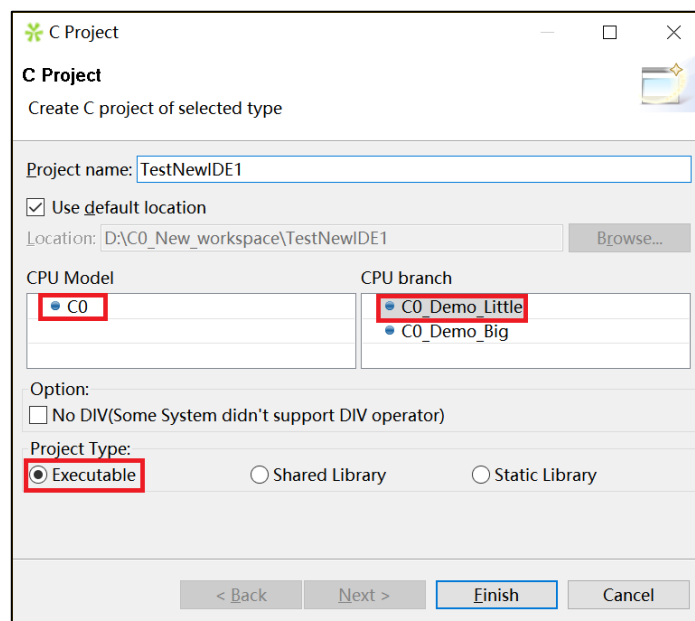 C Project
C Project
Create C project of selected type
Project name: TestNewIDE1
Use default location
Location: D:\C0_New_workspace\TestNewIDE1 Browse...
CPU Model CPU branch
C0 C0_Demo_Little
C0_Demo_Big
Option:
No DIV(Some System didn't support DIV operator)
Project Type:
Executable Shared Library Static Library
< Back Next > Finish Cancel